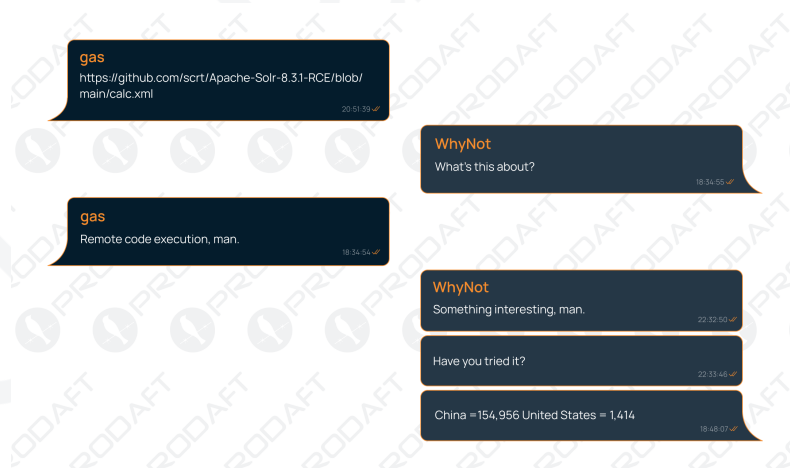 gas
https://github.com/scrt/Apache-Solr-8.3.1-RCE/blob/
main/calc.xml
20:51:39
WhyNot
What's this about?
18:34:55
gas
Remote code execution, man.
18:34:54
WhyNot
Something interesting, man.
22:32:50
Have you tried it?
22:33:46
China =154,956 United States = 1,414
18:48:07
PRODAFT